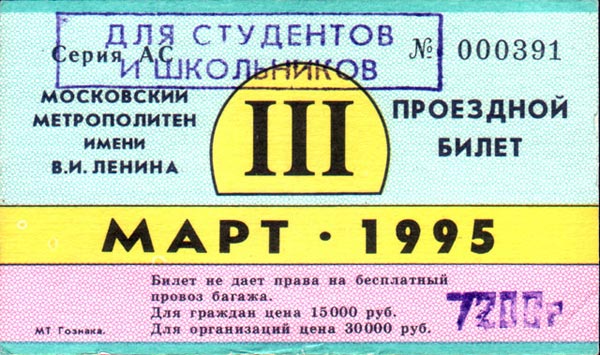 ДЛЯ СТУДЕНТОВ
И ШКОЛЬНИКОВ
Серия АС
№ 000391
МОСКОВСКИЙ
МЕТРОПОЛИТЕН
ИМЕНИ
В.И. ЛЕНИНА
III
ПРОЕЗДНОЙ
БИЛЕТ
МАРТ · 1995
Билет не дает права на бесплатный
провоз багажа.
Для граждан цена 15000 руб.
Для организаций цена 30000 руб.
МТ Гознака.
7200р